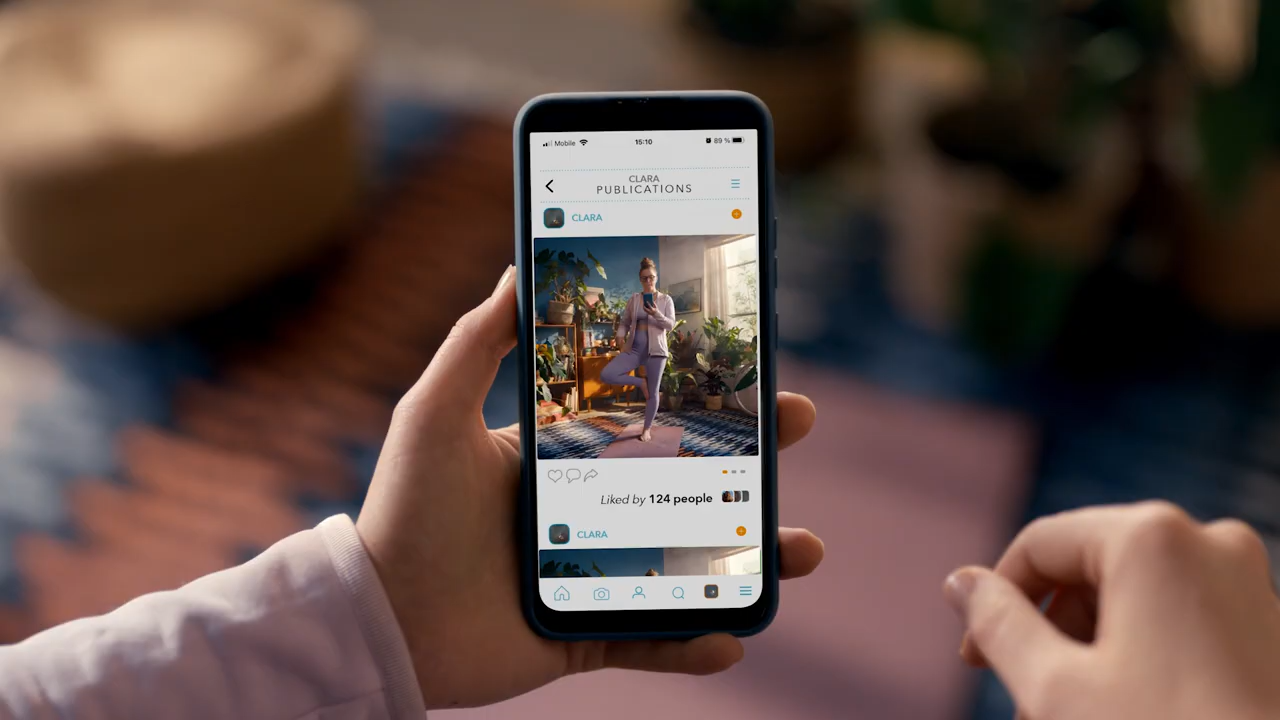 Mobile 15:10 89 %
CLARA
PUBLICATIONS
CLARA
Liked by 124 people
CLARA